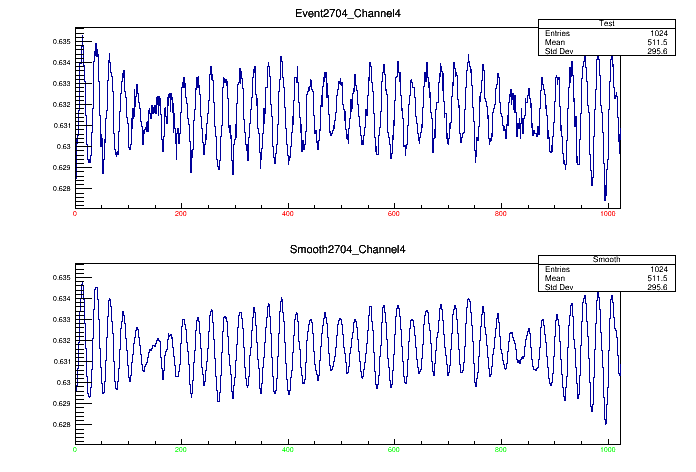 Event2704_Channel4
Test
Entries 1024
Mean 511.5
Std Dev 295.6
0.635
0.634
0.633
0.632
0.631
0.63
0.629
0.628
0 200 400 600 800 1000
Smooth2704_Channel4
Smooth
Entries 1024
Mean 511.5
Std Dev 295.6
0.635
0.634
0.633
0.632
0.631
0.63
0.629
0.628
0 200 400 600 800 1000